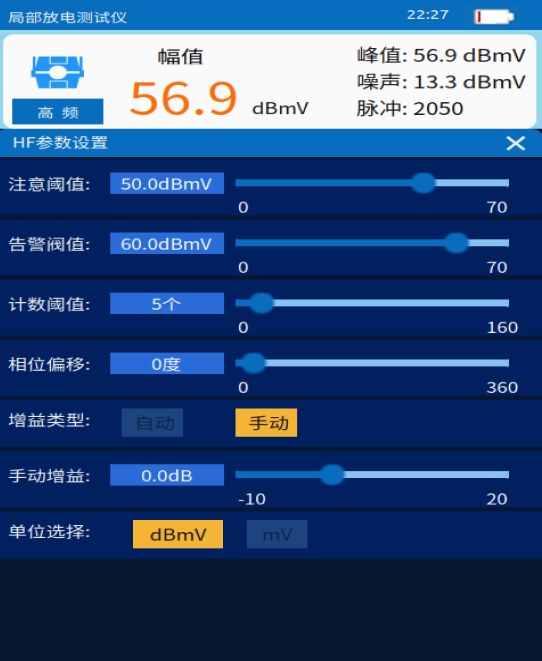 局部放电测试仪 22:27
幅值
56.9 dBmV
高 频
峰值: 56.9 dBmV
噪声: 13.3 dBmV
脉冲: 2050
HF参数设置
注意阈值: 50.0dBmV
0 70
告警阀值: 60.0dBmV
0 70
计数阈值: 5个
0 160
相位偏移: 0度
0 360
增益类型: 自动 手动
手动增益: 0.0dB
-10 20
单位选择: dBmV mV